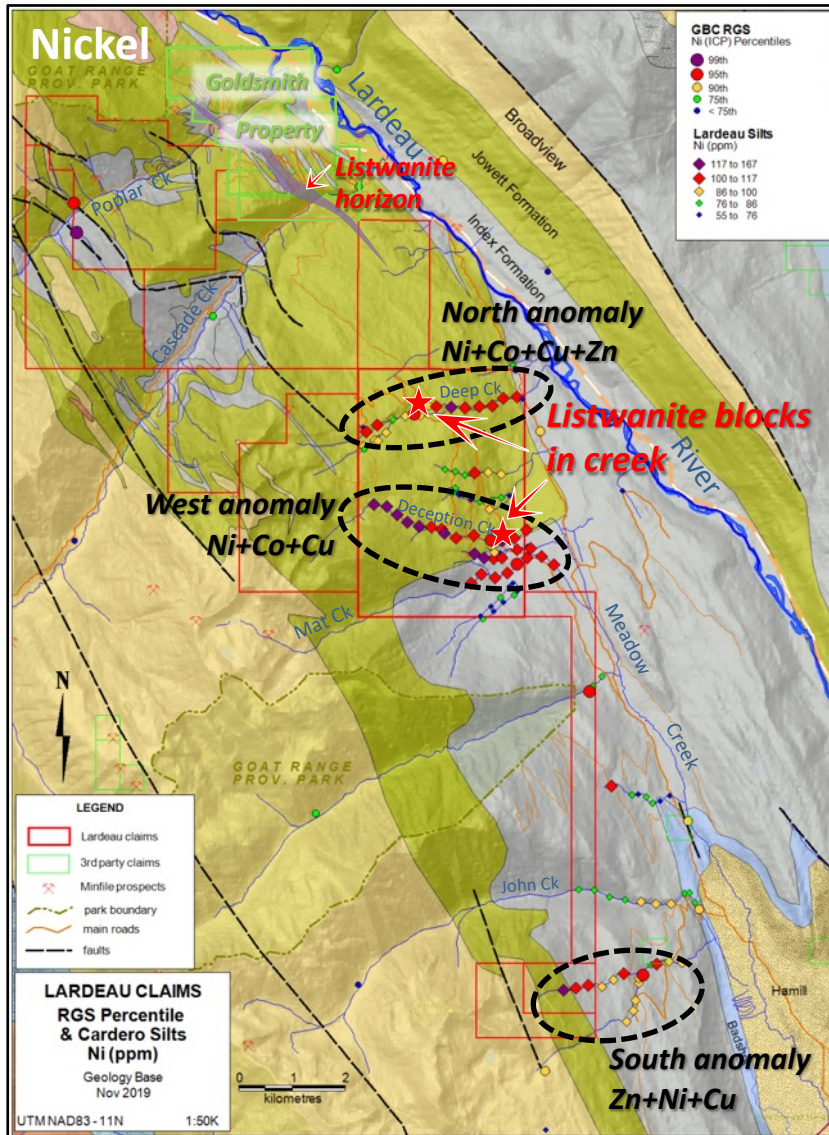 Nickel
GOAT RANGE
PROV. PARK
Goldsmith
Property
Listwanite
horizon
Lardeau
River
Broadview
Jowett Formation
Index Formation
GBC RGS
Ni (ICP) Percentiles
99th
95th
90th
75th
< 75th
Lardeau Silts
Ni (ppm)
117 to 167
100 to 117
86 to 100
76 to 86
55 to 76
Poplar Ck
Cascade Ck
North anomaly
Ni+Co+Cu+Zn
Deep Ck
Listwanite blocks
in creek
West anomaly
Ni+Co+Cu
Deception Ck
Mat Ck
Meadow
Creek
N
GOAT RANGE
PROV. PARK
LEGEND
Lardeau claims
3rd party claims
Minfile prospects
park boundary
main roads
faults
John Ck
Hamill
LARDEAU CLAIMS
RGS Percentile
& Cardero Silts
Ni (ppm)
Geology Base
Nov 2019
UTM NAD83 - 11N 1:50K
0 1 2
kilometres
South anomaly
Zn+Ni+Cu